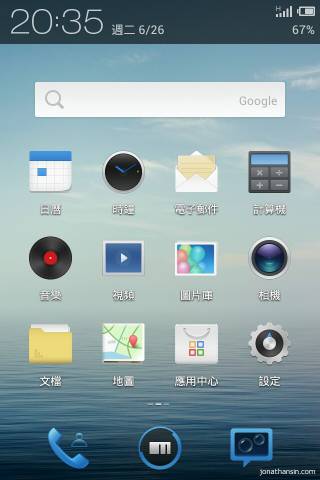 20:35 週二 6/26 H
67%
Google
日曆 時鐘 電子郵件 計算機
音樂 視頻 圖片庫 相機
文檔 地圖 應用中心 設定
jonathansin.com